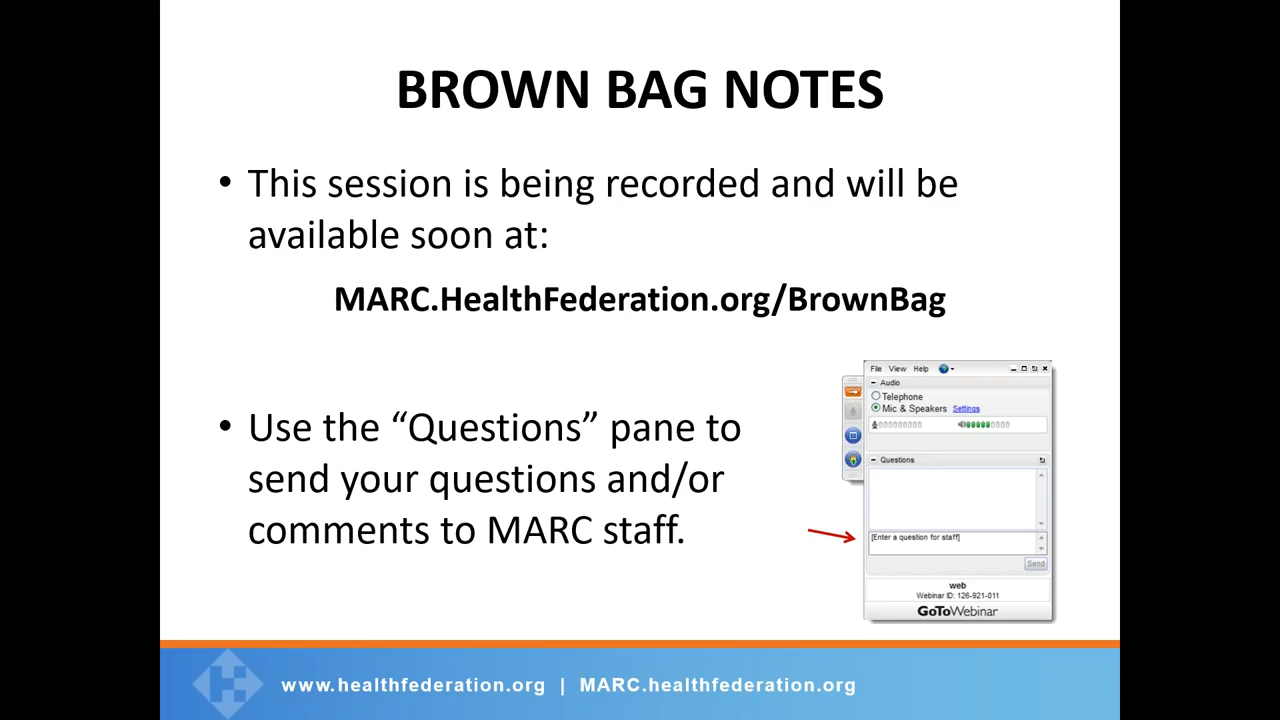 BROWN BAG NOTES
• This session is being recorded and will be
available soon at:
MARC.HealthFederation.org/BrownBag
• Use the “Questions” pane to
send your questions and/or
comments to MARC staff.
File View Help
Audio
Telephone
Mic & Speakers Settings
Questions
[Enter a question for staff]
Send
web
Webinar ID: 126-921-011
GoToWebinar
www.healthfederation.org | MARC.healthfederation.org